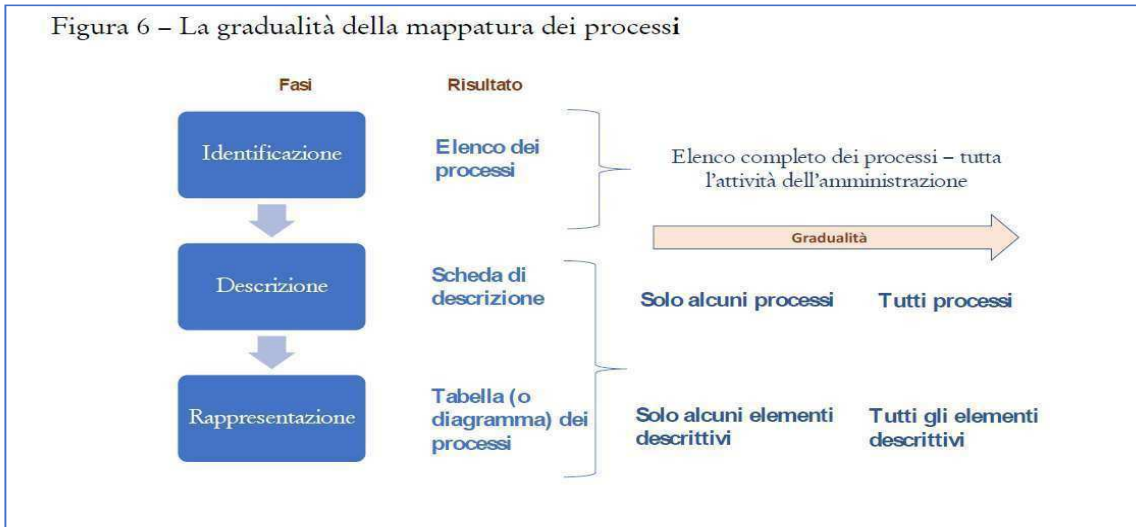 Figura 6 – La gradualità della mappatura dei processi
Fasi
Risultato
Identificazione
Elenco dei
processi
Elenco completo dei processi – tutta
l'attività dell'amministrazione
Gradualità
Descrizione
Scheda di
descrizione
Solo alcuni processi
Tutti processi
Rappresentazione
Tabella (o
diagramma) dei
processi
Solo alcuni elementi
descrittivi
Tutti gli elementi
descrittivi